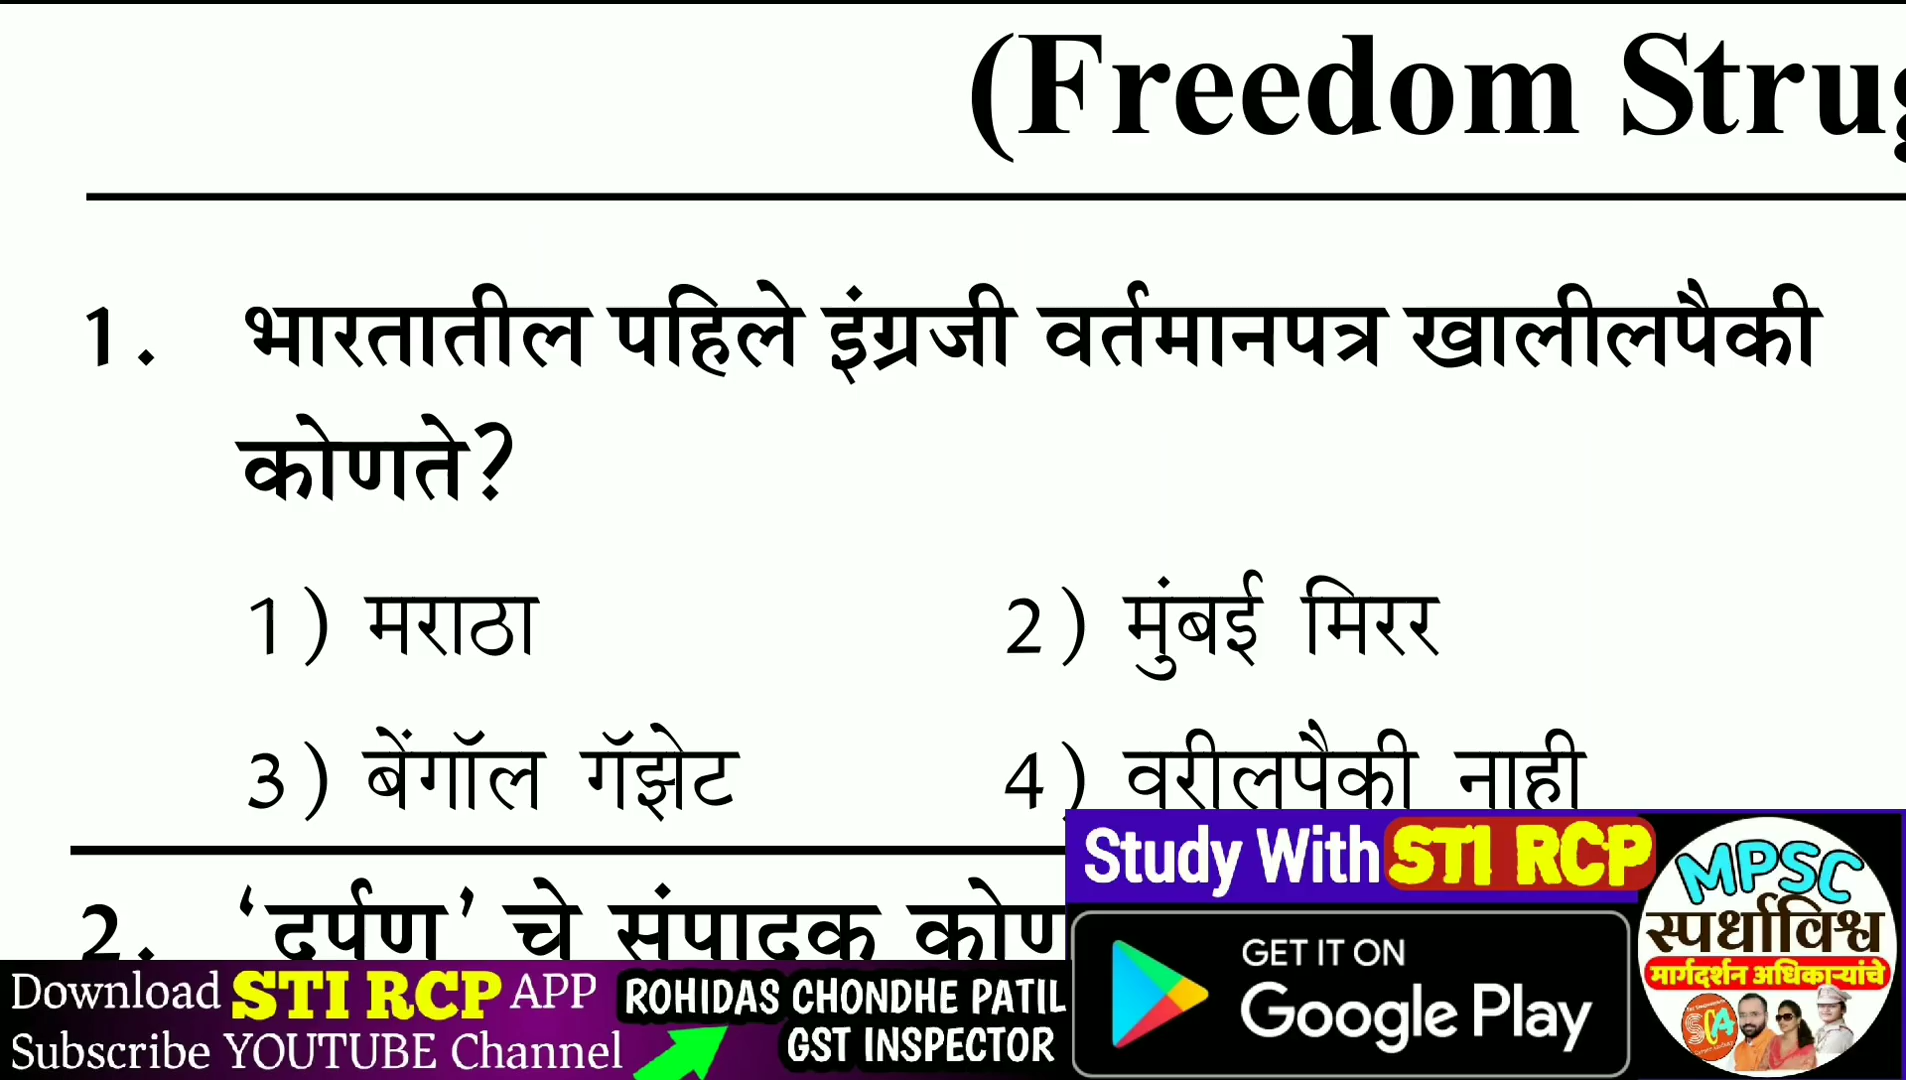 (Freedom
1. भारतातील पहिले इंग्रजी वर्तमानपत्र खालीलपैकी
कोणते?
1) मराठा 2) मुंबई मिरर
3) बेंगॉल गॅझेट 4) वरीलपैकी नाही
2. ‘दर्पण’ चे संपादक
Study With STI RCP
GET IT ON
Google Play
MPSC
स्पर्धाविश्व
मार्गदर्शन अधिकाऱ्यांचे
Download STI RCP APP
Subscribe YOUTUBE Channel
ROHIDAS CHONDHE PATIL
GST INSPECTOR